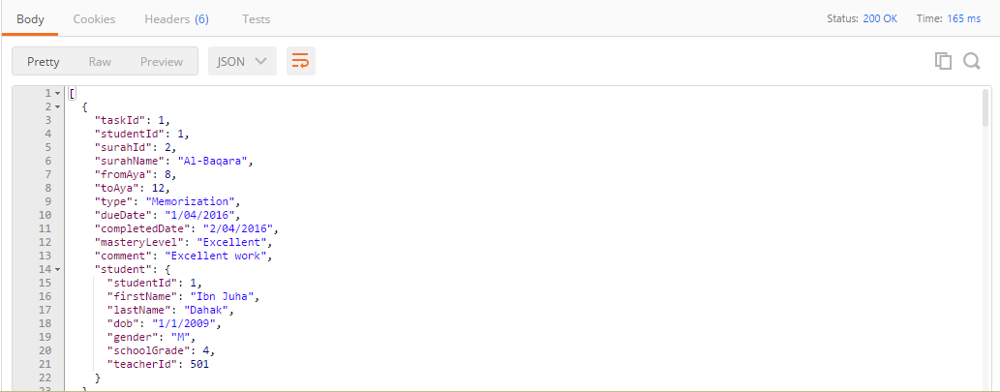 Body Cookies Headers (6) Tests Status: 200 OK Time: 165 ms
Pretty Raw Preview JSON
1 [
2 {
3 "taskId": 1,
4 "studentId": 1,
5 "surahId": 2,
6 "surahName": "Al-Baqara",
7 "fromAya": 8,
8 "toAya": 12,
9 "type": "Memorization",
10 "dueDate": "1/04/2016",
11 "completedDate": "2/04/2016",
12 "masteryLevel": "Excellent",
13 "comment": "Excellent work",
14 "student": {
15 "studentId": 1,
16 "firstName": "Ibn Juha",
17 "lastName": "Dahak",
18 "dob": "1/1/2009",
19 "gender": "M",
20 "schoolGrade": 4,
21 "teacherId": 501
22 }
23 }